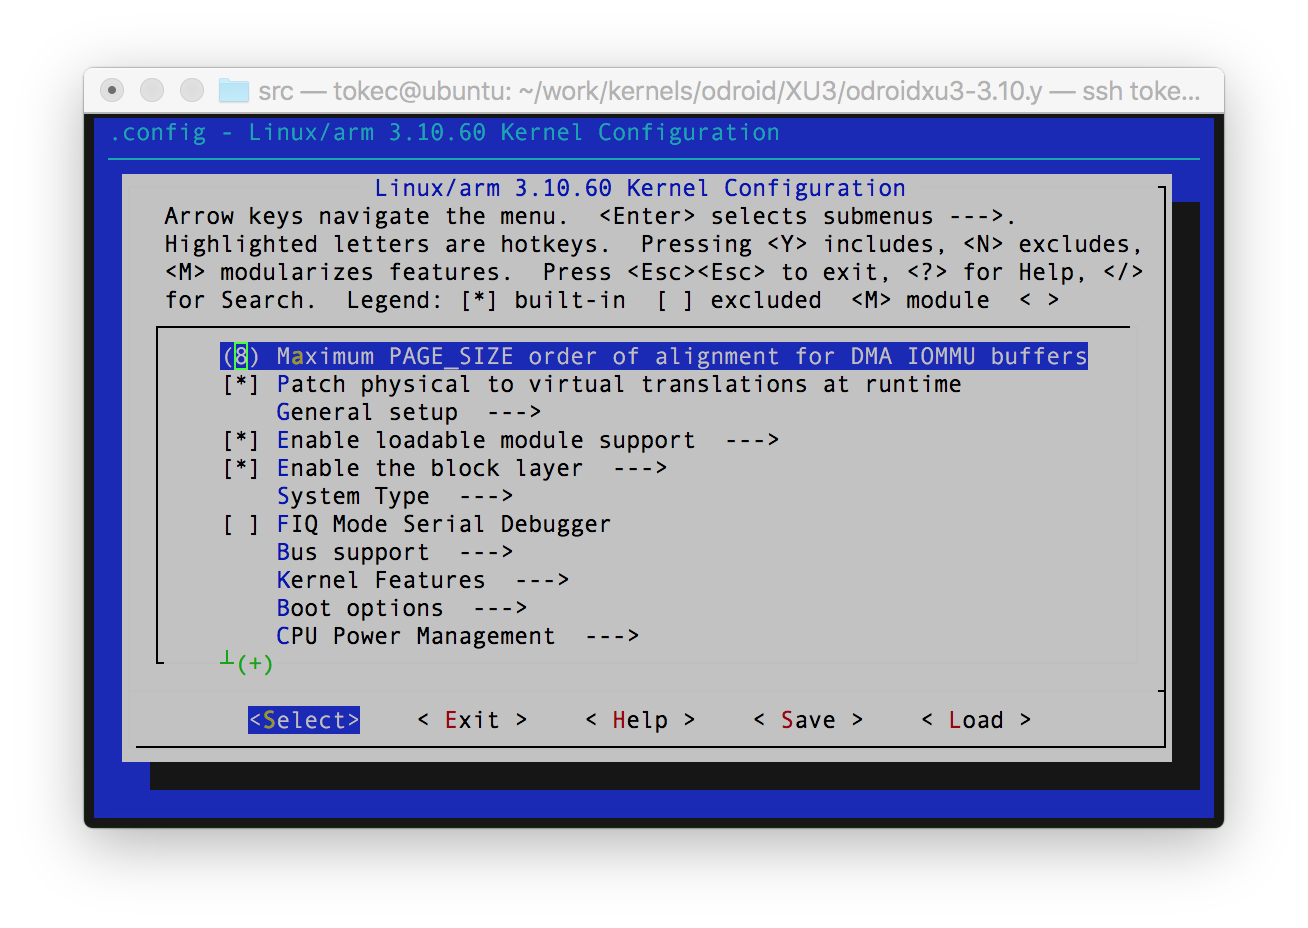 src — tokec@ubuntu: ~/work/kernels/odroid/XU3/odroidxu3-3.10.y — ssh toke...
.config - Linux/arm 3.10.60 Kernel Configuration
Linux/arm 3.10.60 Kernel Configuration
Arrow keys navigate the menu.  <Enter> selects submenus --->.
Highlighted letters are hotkeys.  Pressing <Y> includes, <N> excludes,
<M> modularizes features.  Press <Esc><Esc> to exit, <?> for Help, </>
for Search.  Legend: [*] built-in  [ ] excluded  <M> module  < >
(8) Maximum PAGE_SIZE order of alignment for DMA IOMMU buffers
[*] Patch physical to virtual translations at runtime
General setup  --->
[*] Enable loadable module support  --->
[*] Enable the block layer  --->
System Type  --->
[ ] FIQ Mode Serial Debugger
Bus support  --->
Kernel Features  --->
Boot options  --->
CPU Power Management  --->
┴(+)
<Select>    < Exit >    < Help >    < Save >    < Load >